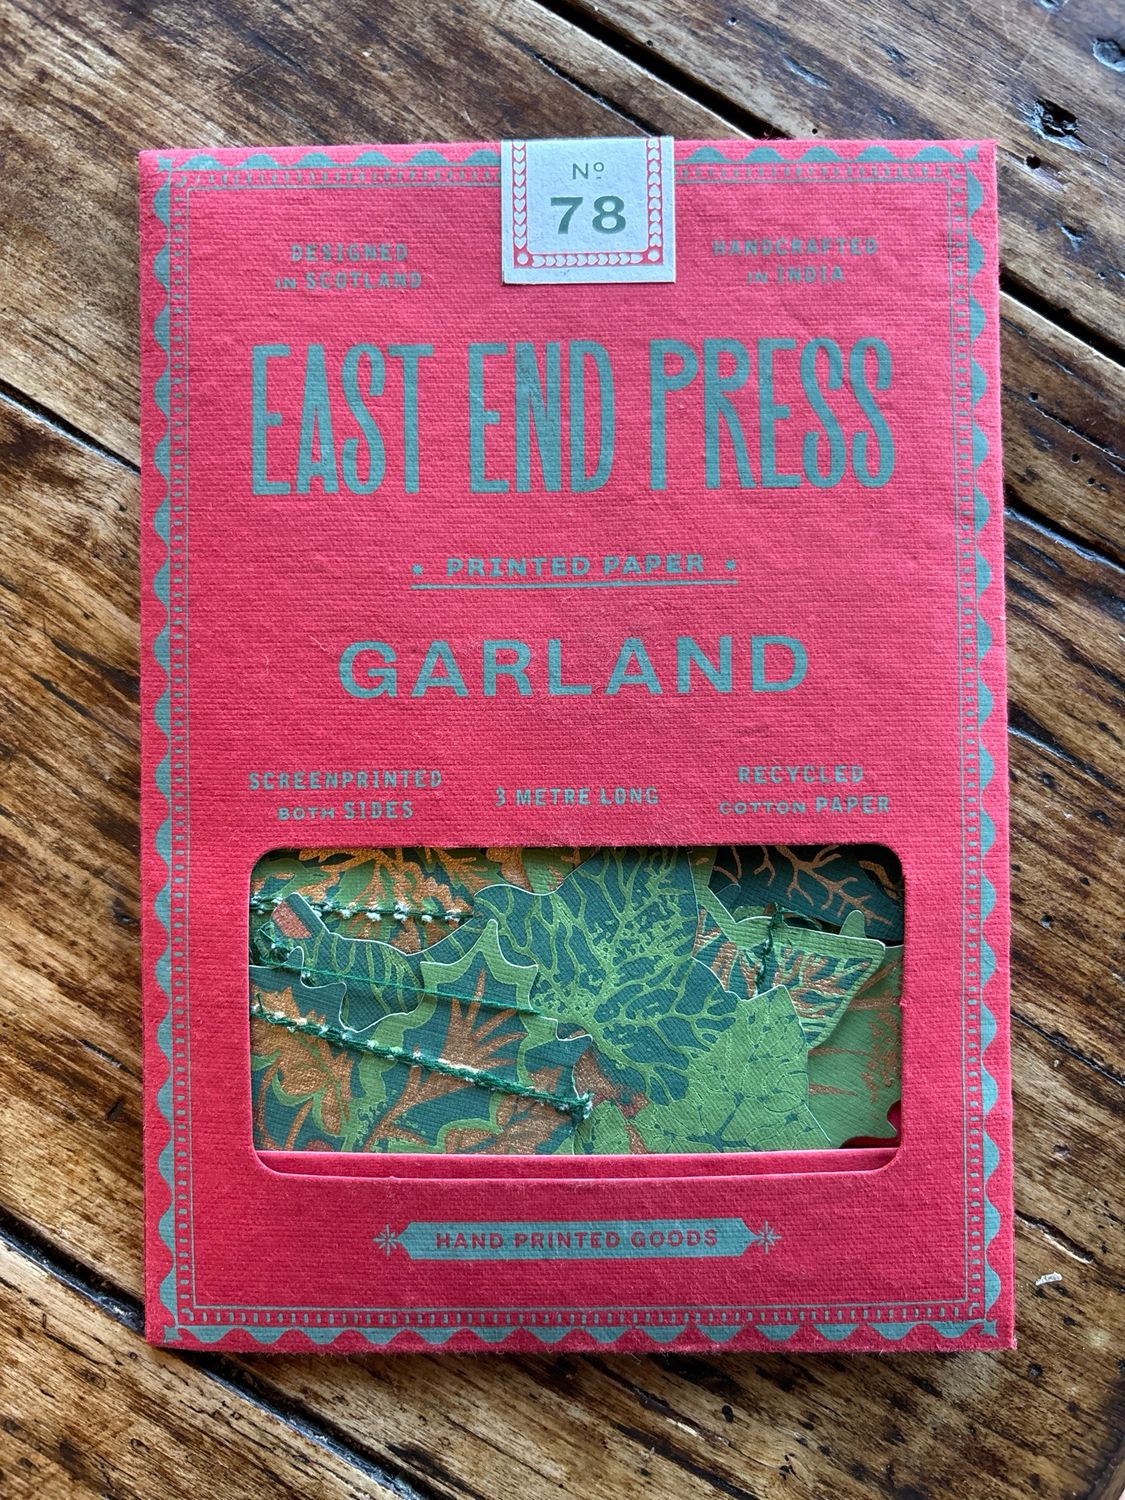 Nº
78
DESIGNED
IN SCOTLAND
HANDCRAFTED
IN INDIA
EAST END PRESS
• PRINTED PAPER •
GARLAND
SCREENPRINTED
BOTH SIDES
3 METRE LONG
RECYCLED
COTTON PAPER
HAND PRINTED GOODS